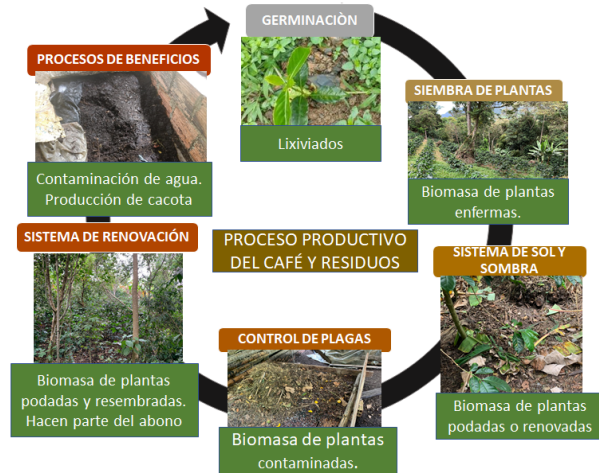 GERMINACIÒN
Lixiviados
SIEMBRA DE PLANTAS
Biomasa de plantas
enfermas.
SISTEMA DE SOL Y
SOMBRA
Biomasa de plantas
podadas o renovadas
CONTROL DE PLAGAS
Biomasa de plantas
contaminadas.
SISTEMA DE RENOVACIÓN
Biomasa de plantas
podadas y resembradas.
Hacen parte del abono
PROCESOS DE BENEFICIOS
Contaminación de agua.
Producción de cacota
PROCESO PRODUCTIVO
DEL CAFÉ Y RESIDUOS